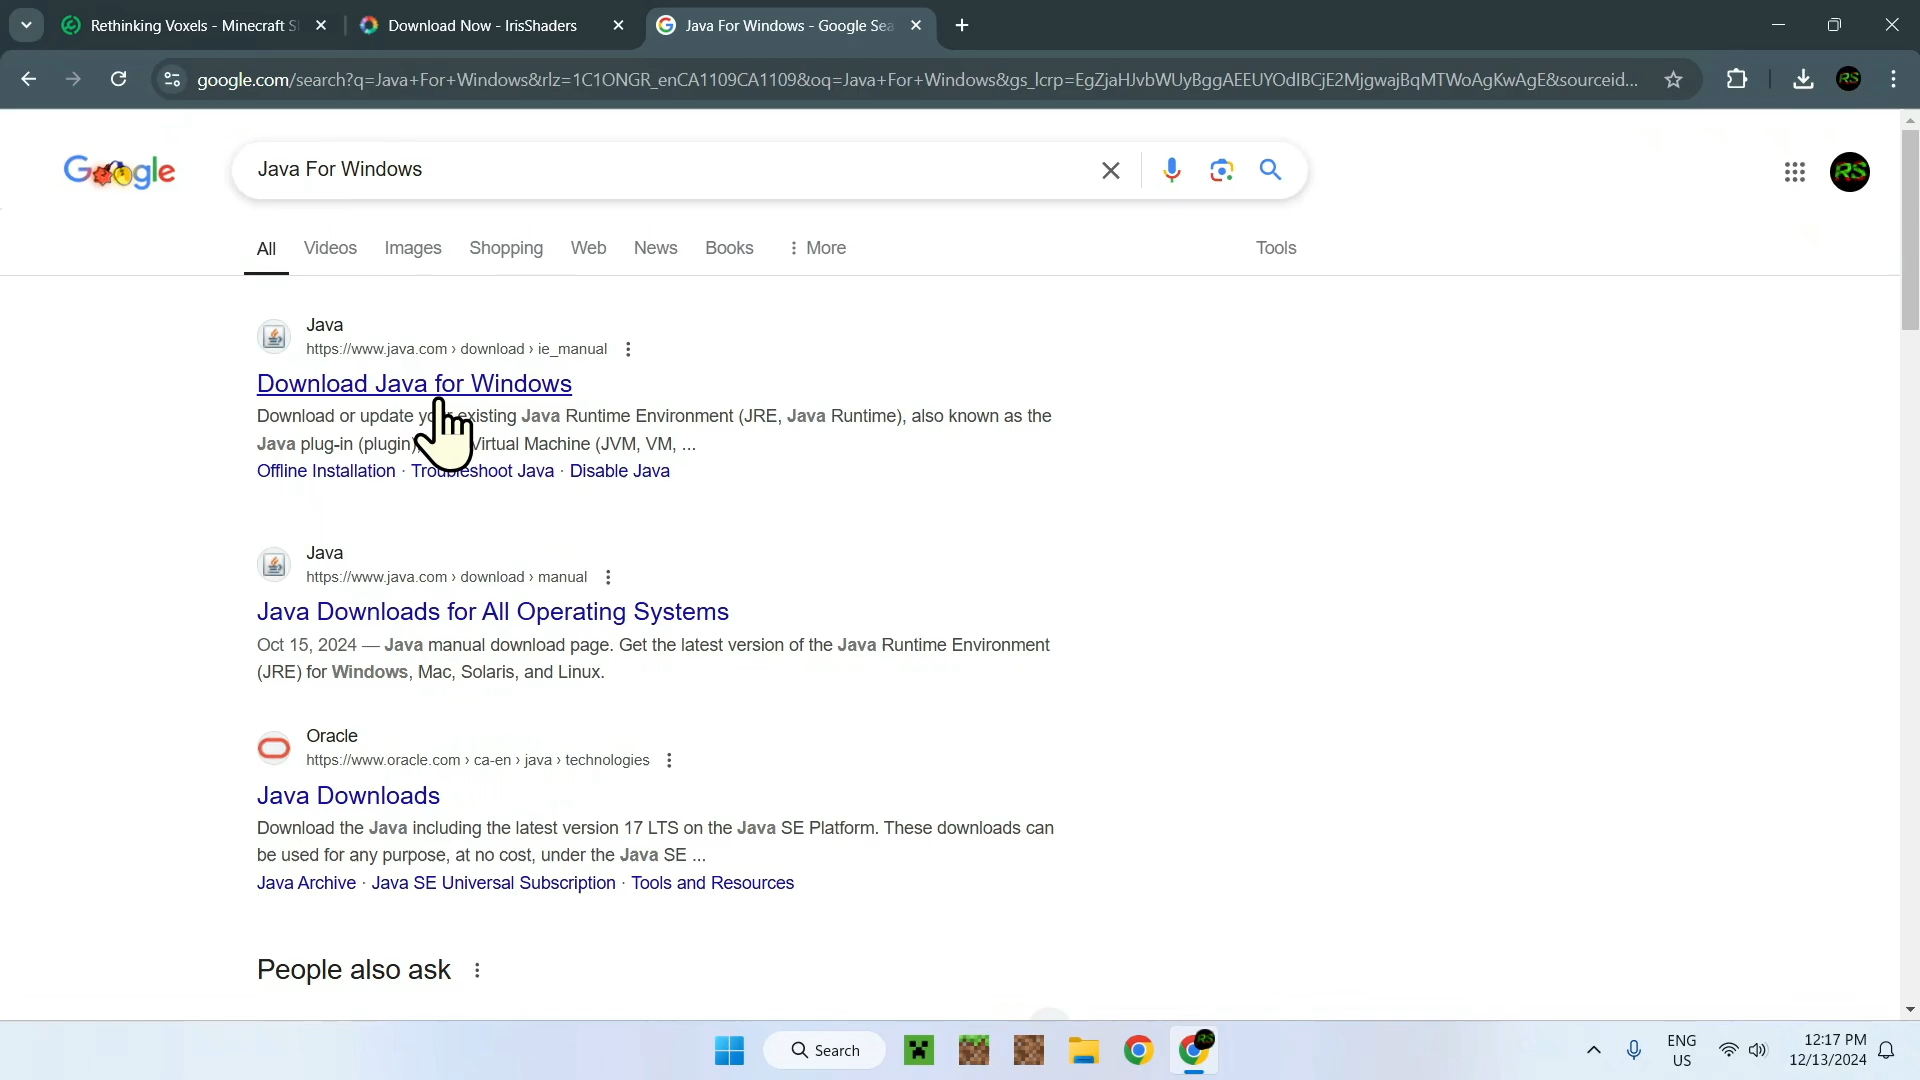 Rethinking Voxels - Minecraft S
Download Now - IrisShaders
Java For Windows - Google Sea
google.com/search?q=Java+For+Windows&rlz=1C1ONGR_enCA1109CA1109&oq=Java+For+Windows&gs_lcrp=EgZjaHJvbWUyBggAEEUYOdIBCjE2MjgwajBqMTWoAgKwAgE&sourceid...
RS
Google
Java For Windows
RS
All Videos Images Shopping Web News Books More Tools
Java
https://www.java.com › download › ie_manual
Download Java for Windows
Download or update existing Java Runtime Environment (JRE, Java Runtime), also known as the
Java plug-in (plugin Virtual Machine (JVM, VM, ...
Offline Installation · Troubleshoot Java · Disable Java
Java
https://www.java.com › download › manual
Java Downloads for All Operating Systems
Oct 15, 2024 — Java manual download page. Get the latest version of the Java Runtime Environment
(JRE) for Windows, Mac, Solaris, and Linux.
Oracle
https://www.oracle.com › ca-en › java › technologies
Java Downloads
Download the Java including the latest version 17 LTS on the Java SE Platform. These downloads can
be used for any purpose, at no cost, under the Java SE ...
Java Archive · Java SE Universal Subscription · Tools and Resources
People also ask
Search
RS
ENG
US
12:17 PM
12/13/2024